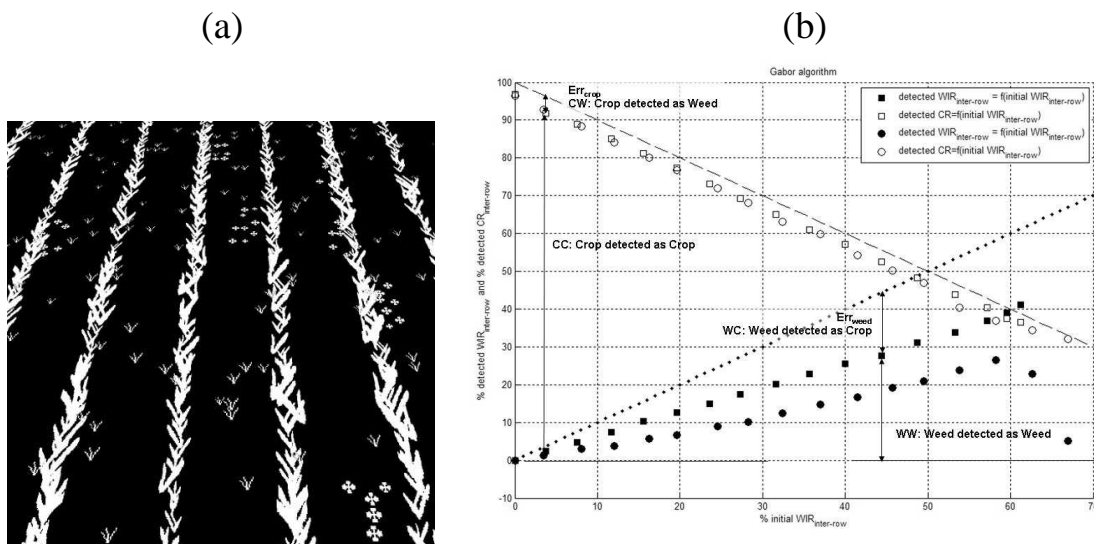 (a)
(b)
Gabor algorithm
Err_crop
CW: Crop detected as Weed
detected WIR_inter-row = f(initial WIR_inter-row)
detected CR=f(initial WIR_inter-row)
detected WIR_inter-row = f(initial WIR_inter-row)
detected CR=f(initial WIR_inter-row)
CC: Crop detected as Crop
Err_weed
WC: Weed detected as Crop
WW: Weed detected as Weed
% detected WIR_inter-row and % detected CR_inter-row
100
90
80
70
60
50
40
30
20
10
0
-10
0 10 20 30 40 50 60 70
% initial WIR_inter-row